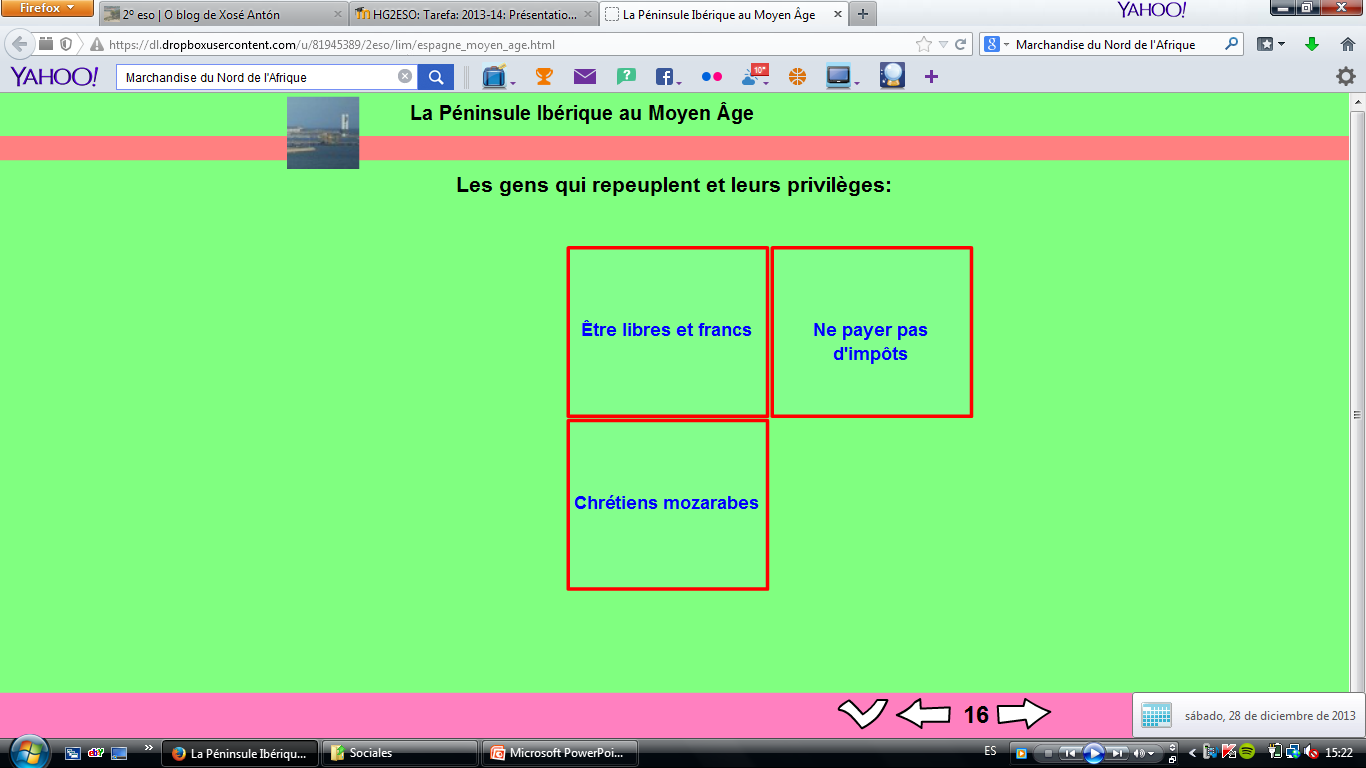 Firefox
2º eso | O blog de Xosé Antón
HG2ESO: Tarefa: 2013-14: Présentatio...
La Péninsule Ibérique au Moyen Âge
YAHOO!
https://dl.dropboxusercontent.com/u/81945389/2eso/lim/espagne_moyen_age.html
Marchandise du Nord de l'Afrique
YAHOO!
Marchandise du Nord de l'Afrique
10°
La Péninsule Ibérique au Moyen Âge
Les gens qui repeuplent et leurs privilèges:
Être libres et francs
Ne payer pas
d'impôts
Chrétiens mozarabes
16
sábado, 28 de diciembre de 2013
La Péninsule Ibériqu...
Sociales
Microsoft PowerPoi...
ES
15:22